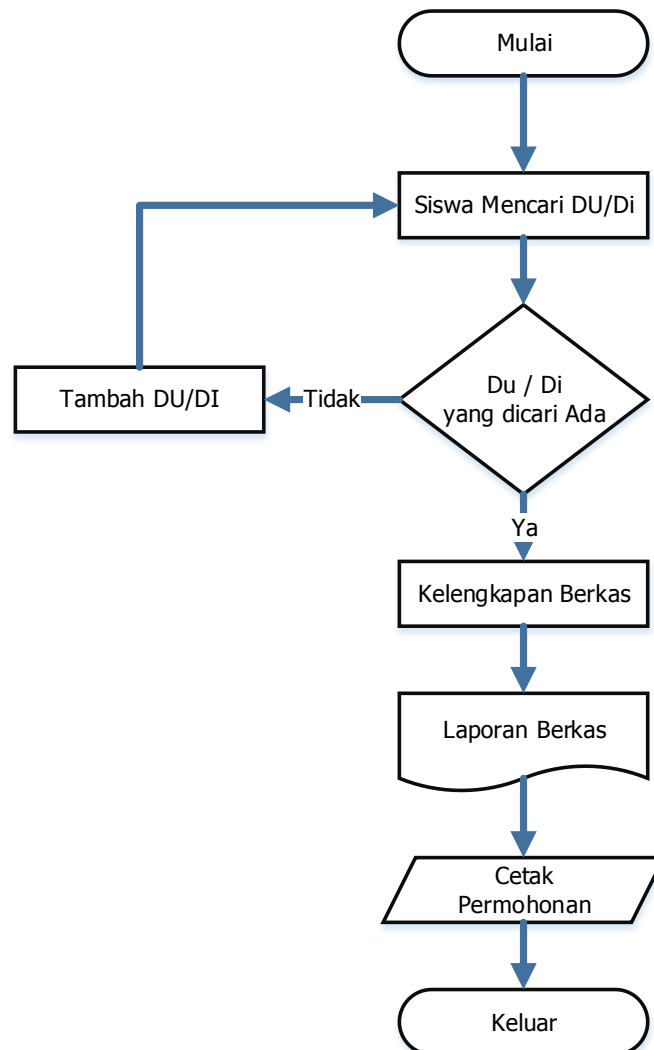 Mulai
Siswa Mencari DU/Di
Du / Di
yang dicari Ada
Tidak
Tambah DU/DI
Ya
Kelengkapan Berkas
Laporan Berkas
Cetak
Permohonan
Keluar